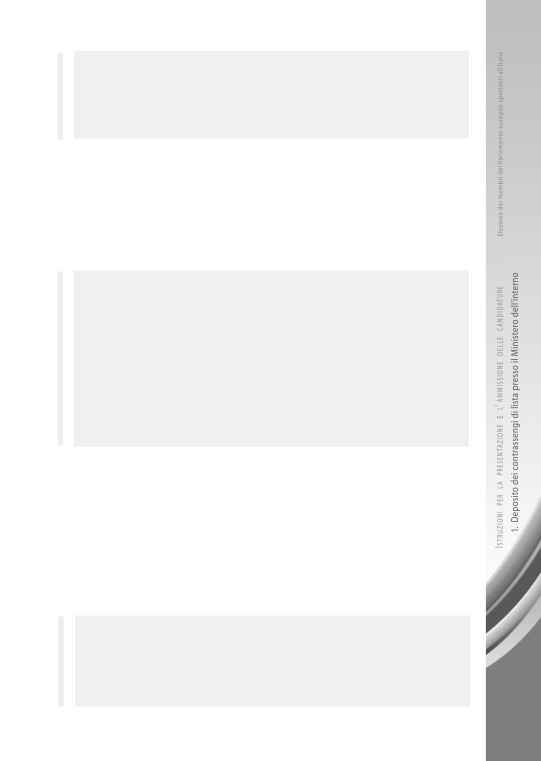 Elezione dei membri del Parlamento europeo spettanti all'Italia
ISTRUZIONI PER LA PRESENTAZIONE E L'AMMISSIONE DELLE CANDIDATURE
1. Deposito dei contrassengi di lista presso il Ministero dell'interno